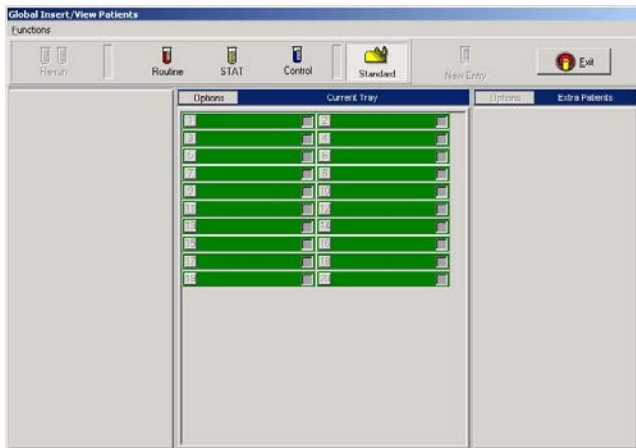 Global Insert/View Patients
Functions
Rerun Routine STAT Control Standard New Entry Exit
Options Current Tray Options Extra Patients
1 2
3 4
5 6
7 8
9 10
11 12
13 14
15 16
17 18
19 20